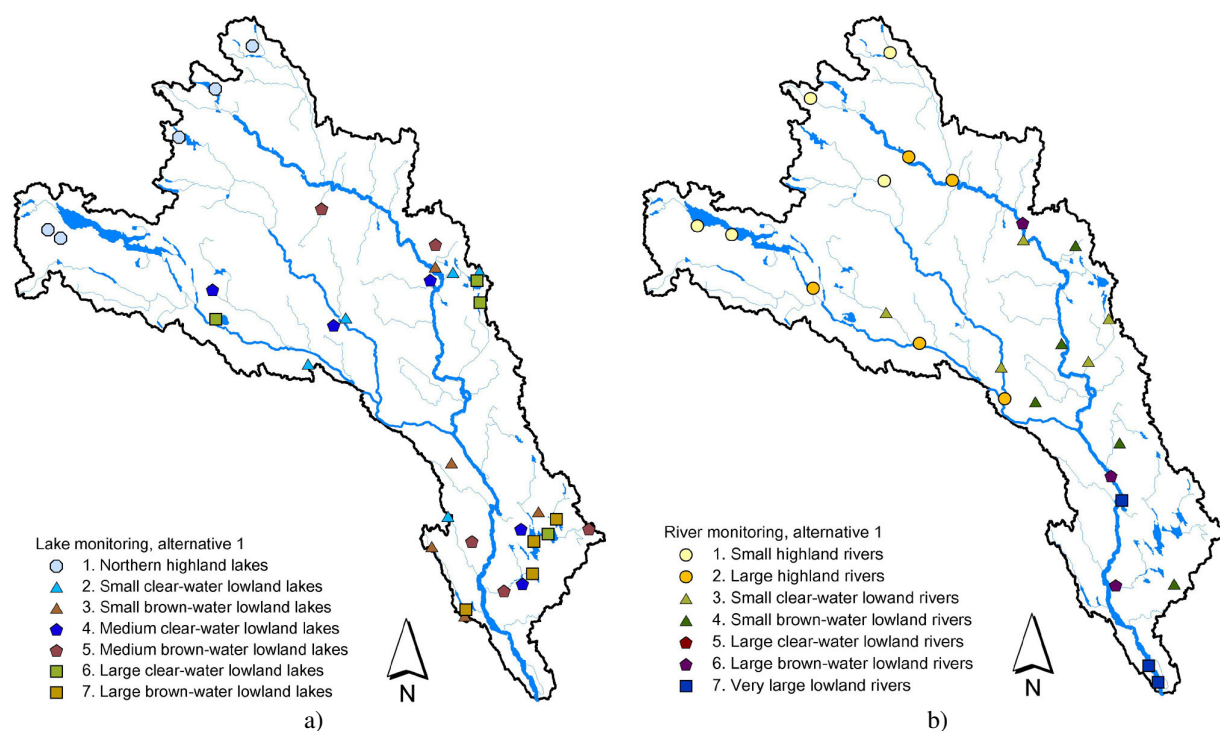 Lake monitoring, alternative 1
1. Northern highland lakes
2. Small clear-water lowland lakes
3. Small brown-water lowland lakes
4. Medium clear-water lowland lakes
5. Medium brown-water lowland lakes
6. Large clear-water lowland lakes
7. Large brown-water lowland lakes
N
a)
River monitoring, alternative 1
1. Small highland rivers
2. Large highland rivers
3. Small clear-water lowand rivers
4. Small brown-water lowland rivers
5. Large clear-water lowland rivers
6. Large brown-water lowland rivers
7. Very large lowland rivers
N
b)